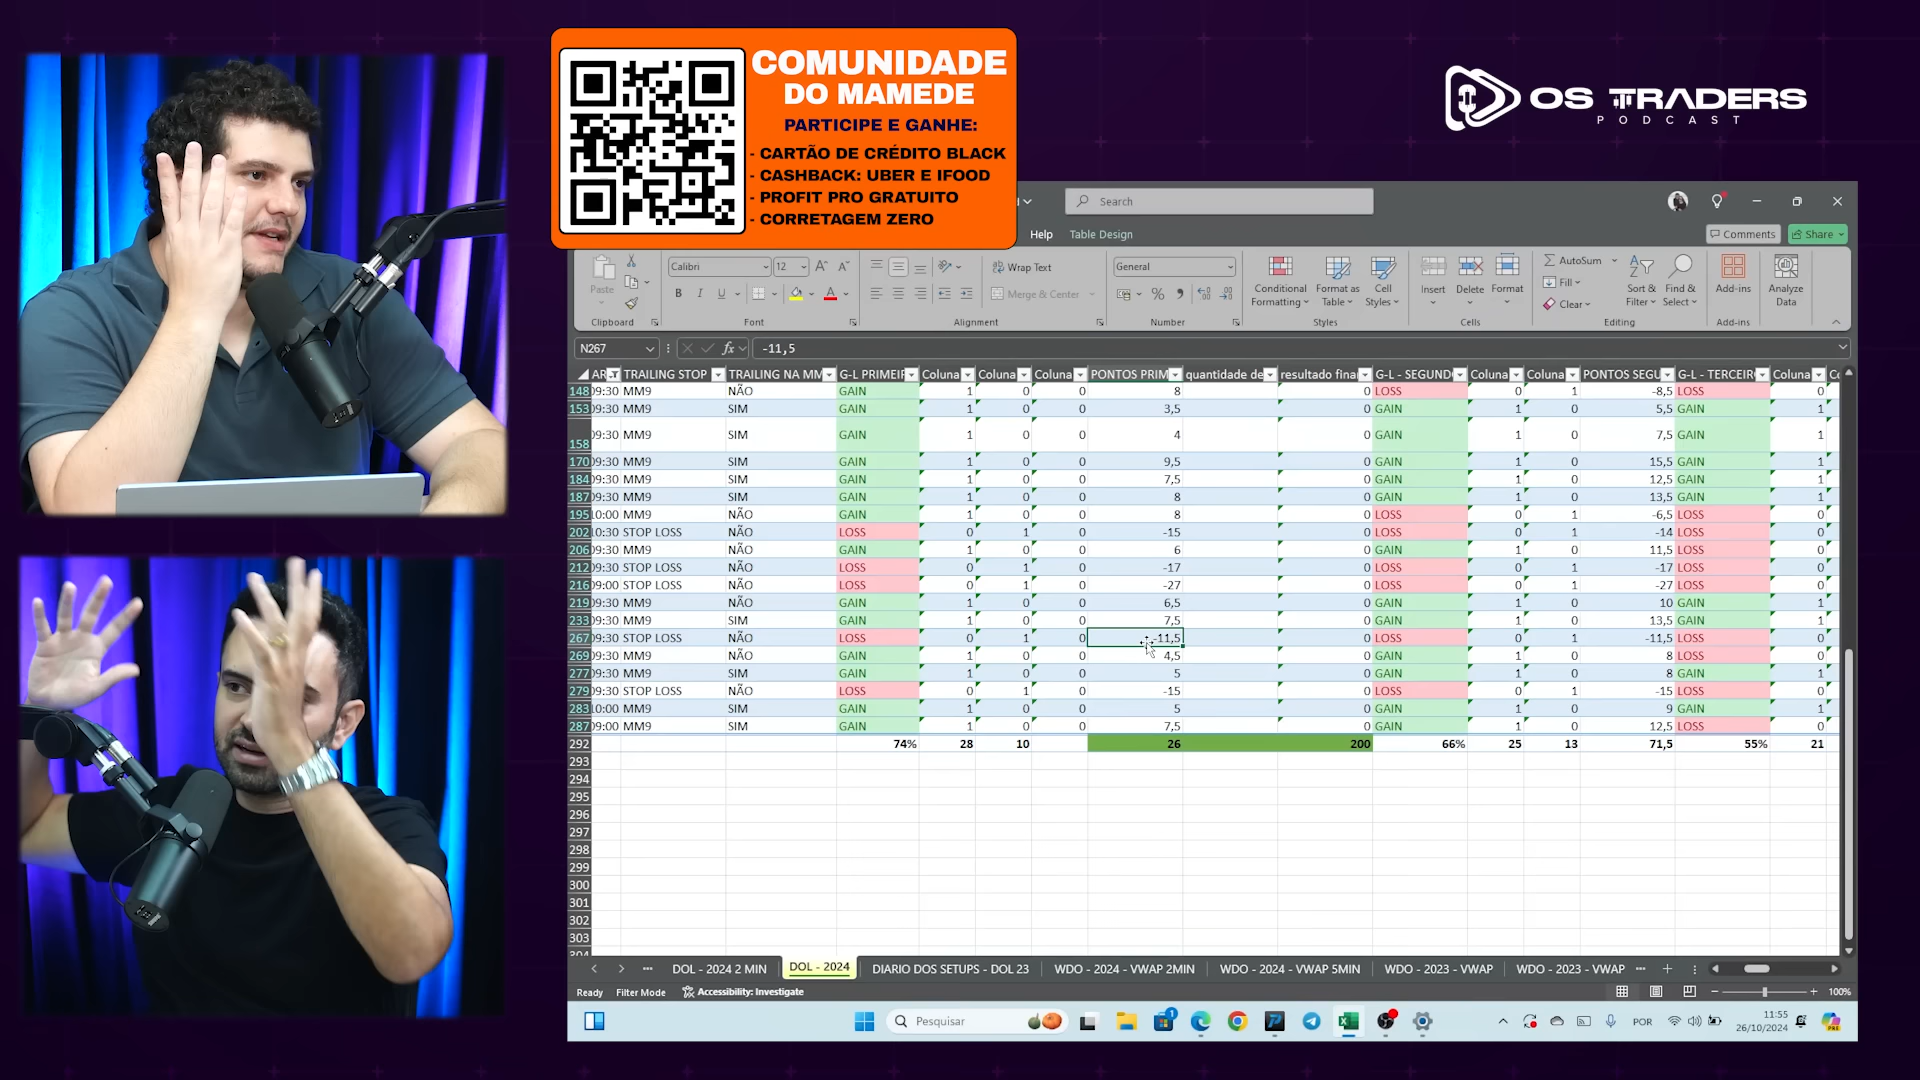 COMUNIDADE
DO MAMEDE
PARTICIPE E GANHE:
- CARTÃO DE CRÉDITO BLACK
- CASHBACK: UBER E IFOOD
- PROFIT PRO GRATUITO
- CORRETAGEM ZERO
OS TRADERS
PODCAST
Search
Help Table Design
Comments Share
Paste
Calibri 12
B I U
Wrap Text
Merge & Center
General
Conditional Formatting
Format as Table
Cell Styles
Insert Delete Format
AutoSum
Fill
Clear
Sort & Filter
Find & Select
Add-ins
Analyze Data
Clipboard Font Alignment Number Styles Cells Editing Add-ins
N267 fx -11,5
TRAILING STOP TRAILING NA MM G-L PRIMEIR Coluna Coluna Coluna PONTOS PRIM quantidade de resultado finar G-L - SEGUND Coluna Coluna PONTOS SEGU G-L - TERCEIR Coluna
148 09:30 MM9 NÃO GAIN 1 0 0 8 0 LOSS 0 1 -8,5 LOSS 0
153 09:30 MM9 SIM GAIN 1 0 0 3,5 0 GAIN 1 0 5,5 GAIN 1
158 09:30 MM9 SIM GAIN 1 0 0 4 0 GAIN 1 0 7,5 GAIN 1
170 09:30 MM9 SIM GAIN 1 0 0 9,5 0 GAIN 1 0 15,5 GAIN 1
184 09:30 MM9 SIM GAIN 1 0 0 7,5 0 GAIN 1 0 12,5 GAIN 1
187 09:30 MM9 SIM GAIN 1 0 0 8 0 GAIN 1 0 13,5 GAIN 1
195 10:00 MM9 NÃO GAIN 1 0 0 8 0 LOSS 0 1 -6,5 LOSS 0
202 10:30 STOP LOSS NÃO LOSS 0 1 0 -15 0 LOSS 0 1 -14 LOSS 0
206 09:30 MM9 NÃO GAIN 1 0 0 6 0 GAIN 1 0 11,5 LOSS 0
212 09:30 STOP LOSS NÃO LOSS 0 1 0 -17 0 LOSS 0 1 -17 LOSS 0
216 09:00 STOP LOSS NÃO LOSS 0 1 0 -27 0 LOSS 0 1 -27 LOSS 0
219 09:30 MM9 NÃO GAIN 1 0 0 6,5 0 GAIN 1 0 10 GAIN 1
233 09:30 MM9 SIM GAIN 1 0 0 7,5 0 GAIN 1 0 13,5 GAIN 1
267 09:30 STOP LOSS NÃO LOSS 0 1 0 -11,5 0 LOSS 0 1 -11,5 LOSS 0
269 09:30 MM9 NÃO GAIN 1 0 0 4,5 0 GAIN 1 0 8 LOSS 0
277 09:30 MM9 SIM GAIN 1 0 0 5 0 GAIN 1 0 8 GAIN 1
279 09:30 STOP LOSS NÃO LOSS 0 1 0 -15 0 LOSS 0 1 -15 LOSS 0
283 10:00 MM9 SIM GAIN 1 0 0 5 0 GAIN 1 0 9 GAIN 1
287 09:00 MM9 SIM GAIN 1 0 0 7,5 0 GAIN 1 0 12,5 LOSS 0
292 74% 28 10 26 200 66% 25 13 71,5 55% 21
293
294
295
296
297
298
299
300
301
302
303
DOL - 2024 2 MIN DOL - 2024 DIARIO DOS SETUPS - DOL 23 WDO - 2024 - VWAP 2MIN WDO - 2024 - VWAP 5MIN WDO - 2023 - VWAP WDO - 2023 - VWAP
Ready Filter Mode Accessibility: Investigate 100%
Pesquisar POR 11:55
26/10/2024